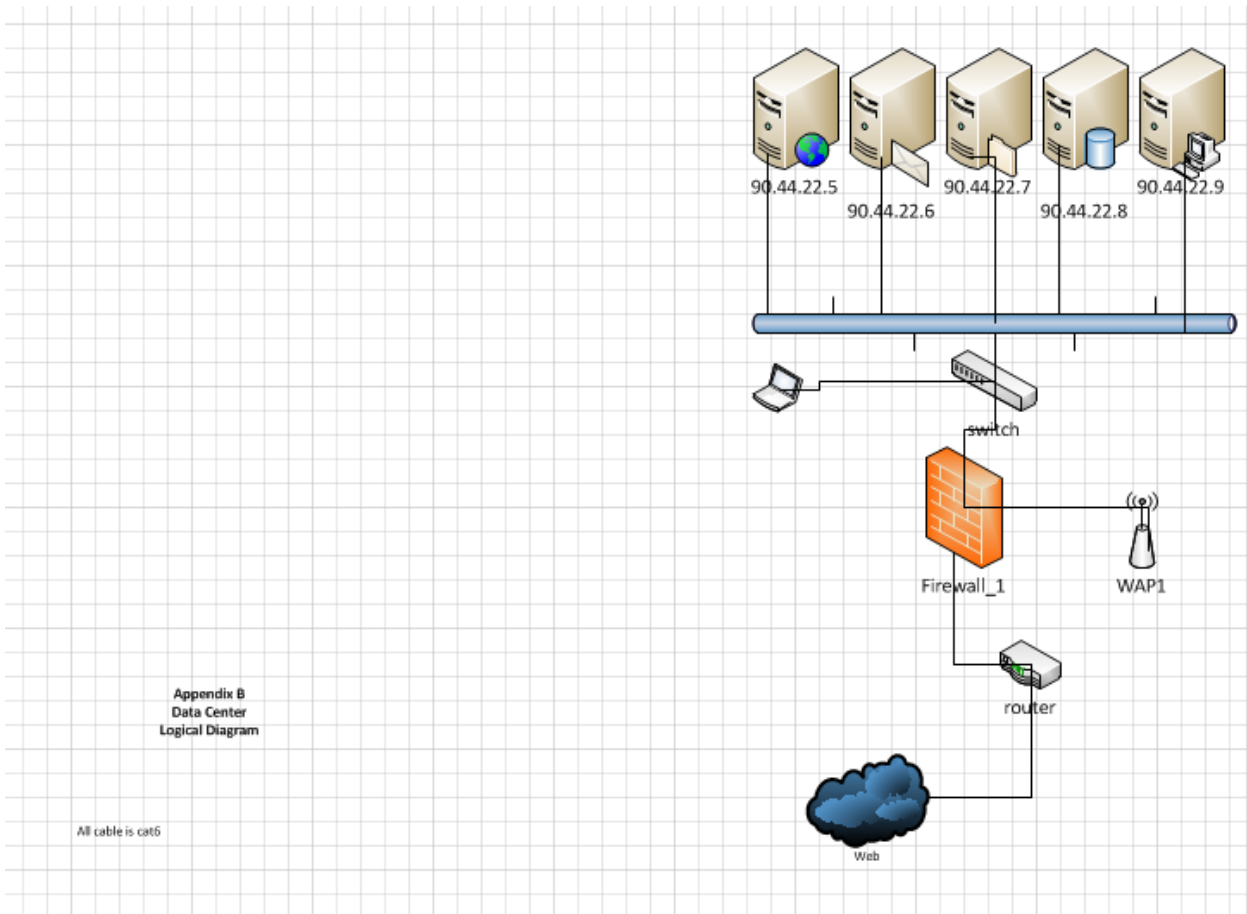 90.44.22.5
90.44.22.6
90.44.22.7
90.44.22.8
90.44.22.9
switch
Firewall_1
WAP1
router
Appendix B
Data Center
Logical Diagram
All cable is cat6
Web